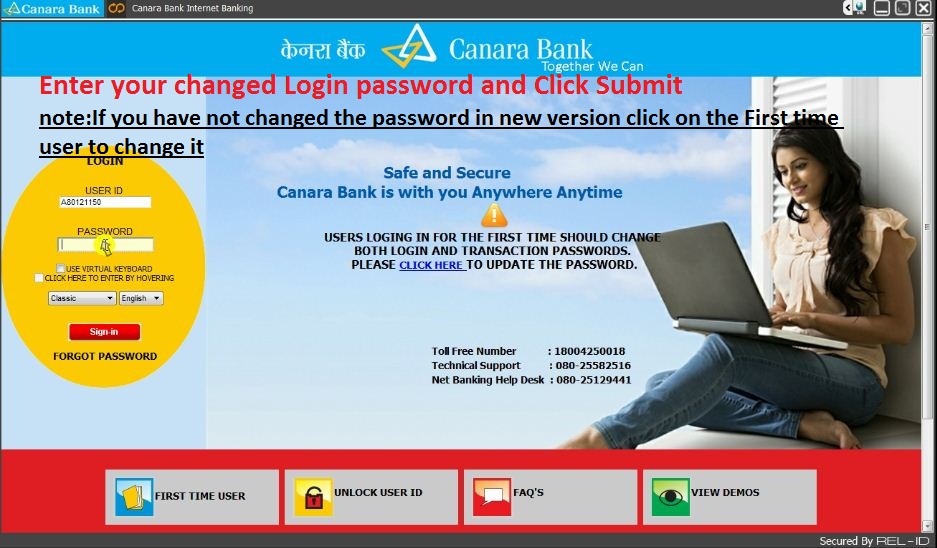 Canara Bank
Canara Bank Internet Banking
केनरा बैंक
Canara Bank
Together We Can
Enter your changed Login password and Click Submit
note:If you have not changed the password in new version click on the First time
user to change it
LOGIN
USER ID
A80121150
PASSWORD
USE VIRTUAL KEYBOARD
CLICK HERE TO ENTER BY HOVERING
Classic English
Sign-in
FORGOT PASSWORD
Safe and Secure
Canara Bank is with you Anywhere Anytime
USERS LOGING IN FOR THE FIRST TIME SHOULD CHANGE
BOTH LOGIN AND TRANSACTION PASSWORDS.
PLEASE CLICK HERE TO UPDATE THE PASSWORD.
Toll Free Number : 18004250018
Technical Support : 080-25582516
Net Banking Help Desk : 080-25129441
FIRST TIME USER
UNLOCK USER ID
FAQ'S
VIEW DEMOS
Secured By REL-ID